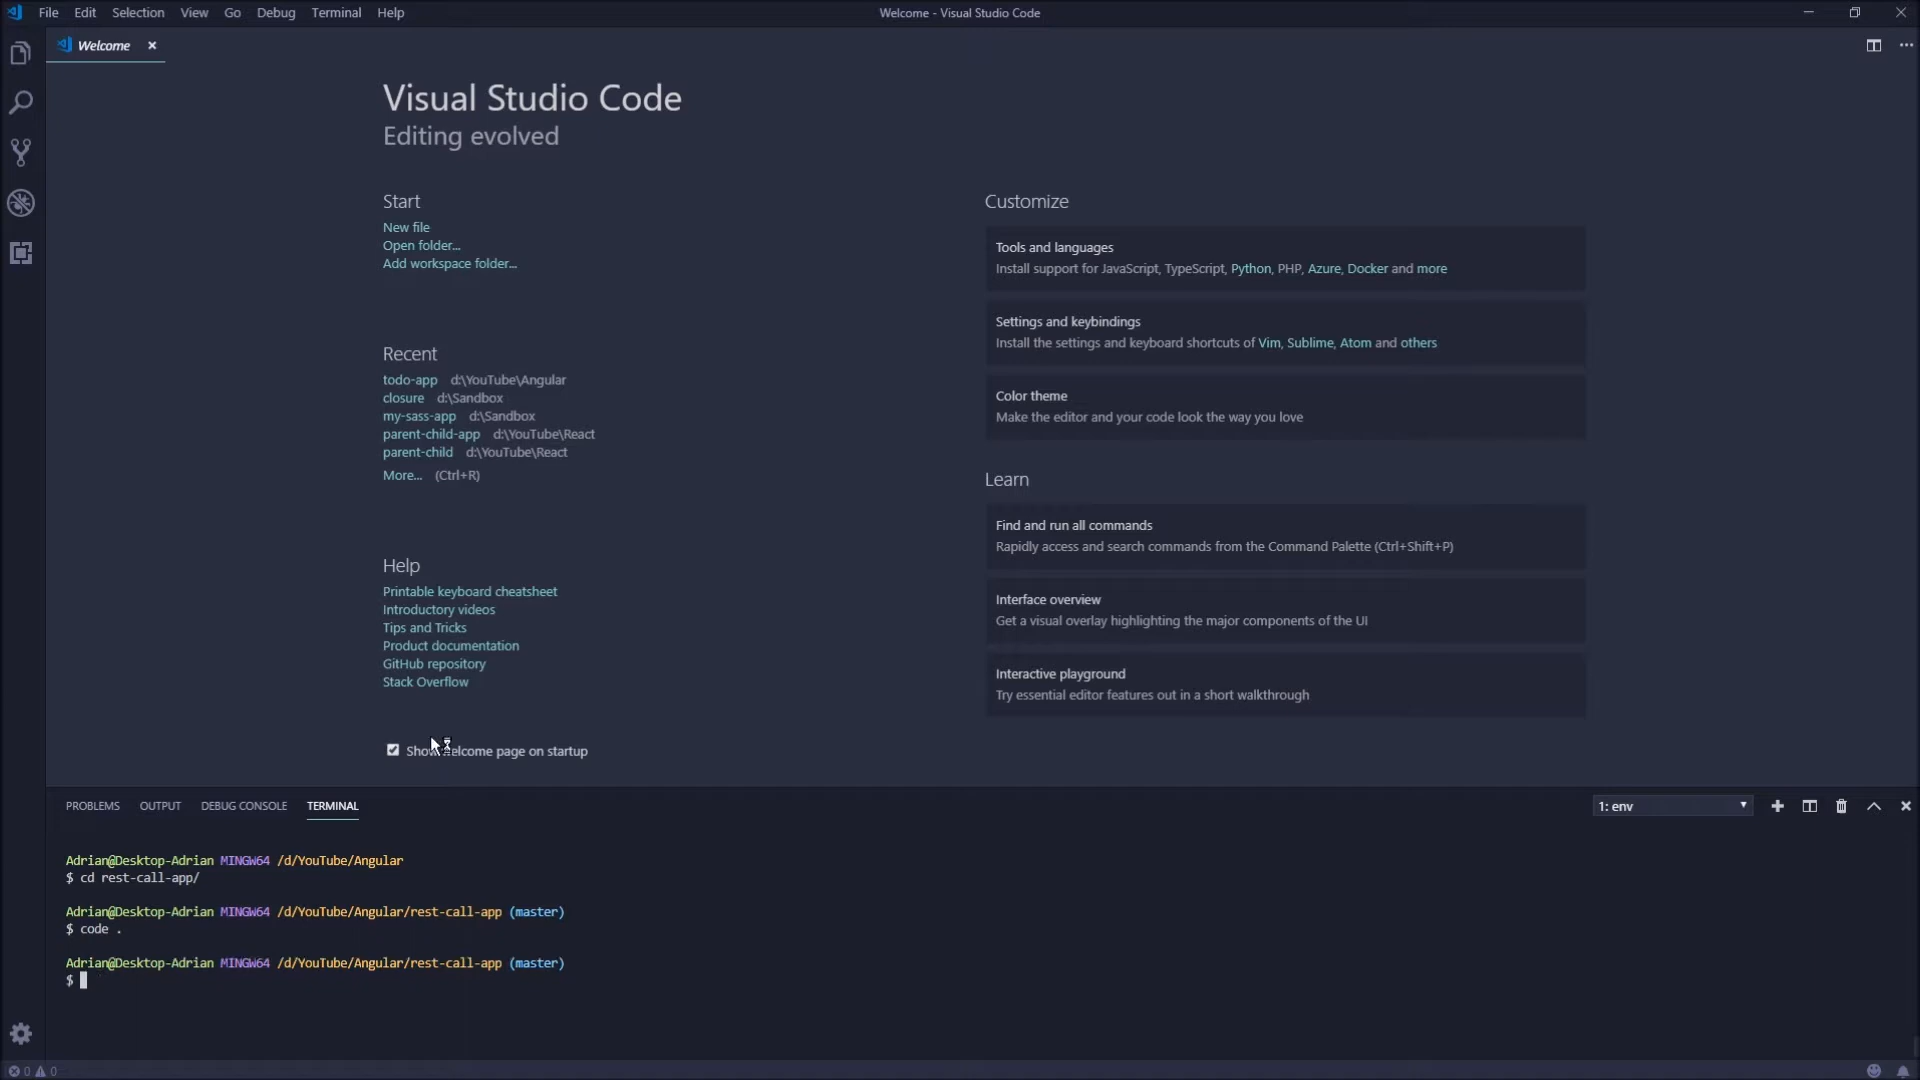 File Edit Selection View Go Debug Terminal Help
Welcome - Visual Studio Code
Welcome
Visual Studio Code
Editing evolved
Start
New file
Open folder...
Add workspace folder...
Recent
todo-app d:\YouTube\Angular
closure d:\Sandbox
my-sass-app d:\Sandbox
parent-child-app d:\YouTube\React
parent-child d:\YouTube\React
More... (Ctrl+R)
Help
Printable keyboard cheatsheet
Introductory videos
Tips and Tricks
Product documentation
GitHub repository
Stack Overflow
Show welcome page on startup
Customize
Tools and languages
Install support for JavaScript, TypeScript, Python, PHP, Azure, Docker and more
Settings and keybindings
Install the settings and keyboard shortcuts of Vim, Sublime, Atom and others
Color theme
Make the editor and your code look the way you love
Learn
Find and run all commands
Rapidly access and search commands from the Command Palette (Ctrl+Shift+P)
Interface overview
Get a visual overlay highlighting the major components of the UI
Interactive playground
Try essential editor features out in a short walkthrough
PROBLEMS OUTPUT DEBUG CONSOLE TERMINAL
1: env
Adrian@Desktop-Adrian MINGW64 /d/YouTube/Angular
$ cd rest-call-app/
Adrian@Desktop-Adrian MINGW64 /d/YouTube/Angular/rest-call-app (master)
$ code .
Adrian@Desktop-Adrian MINGW64 /d/YouTube/Angular/rest-call-app (master)
$
0 0